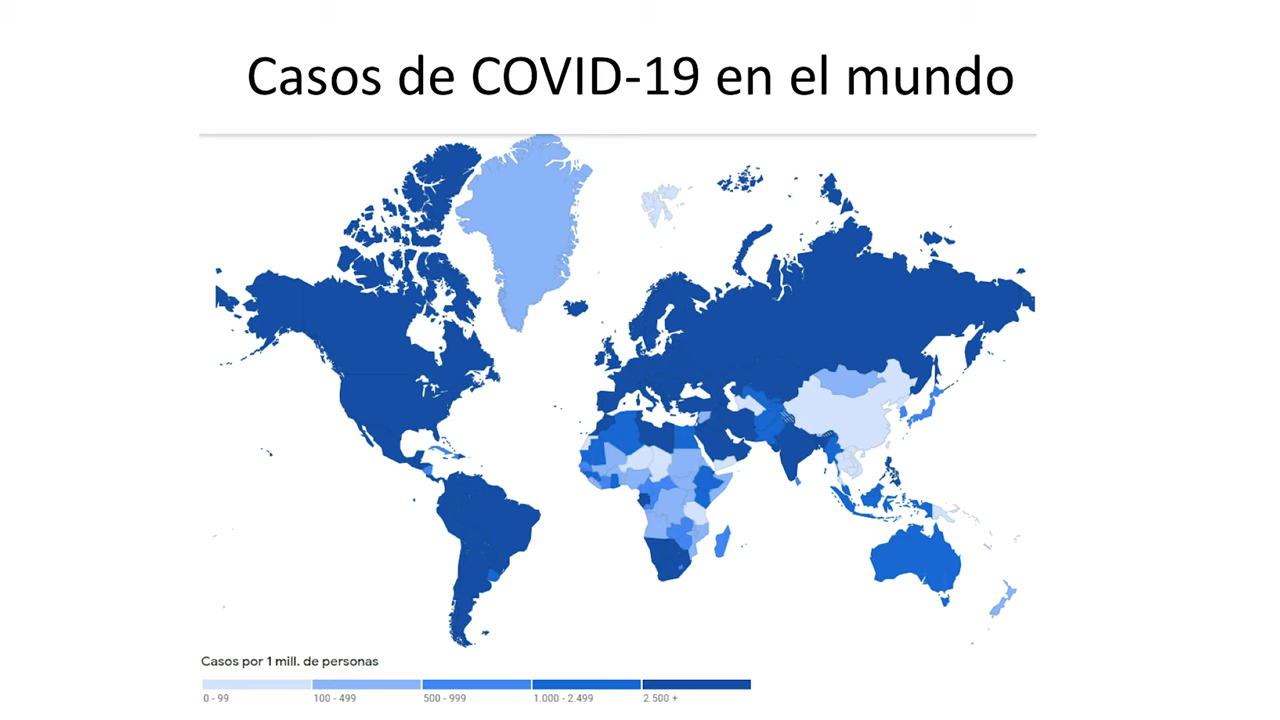 Casos de COVID-19 en el mundo
Casos por 1 mill. de personas
0 - 99
100 - 499
500 - 999
1.000 - 2.499
2.500 +